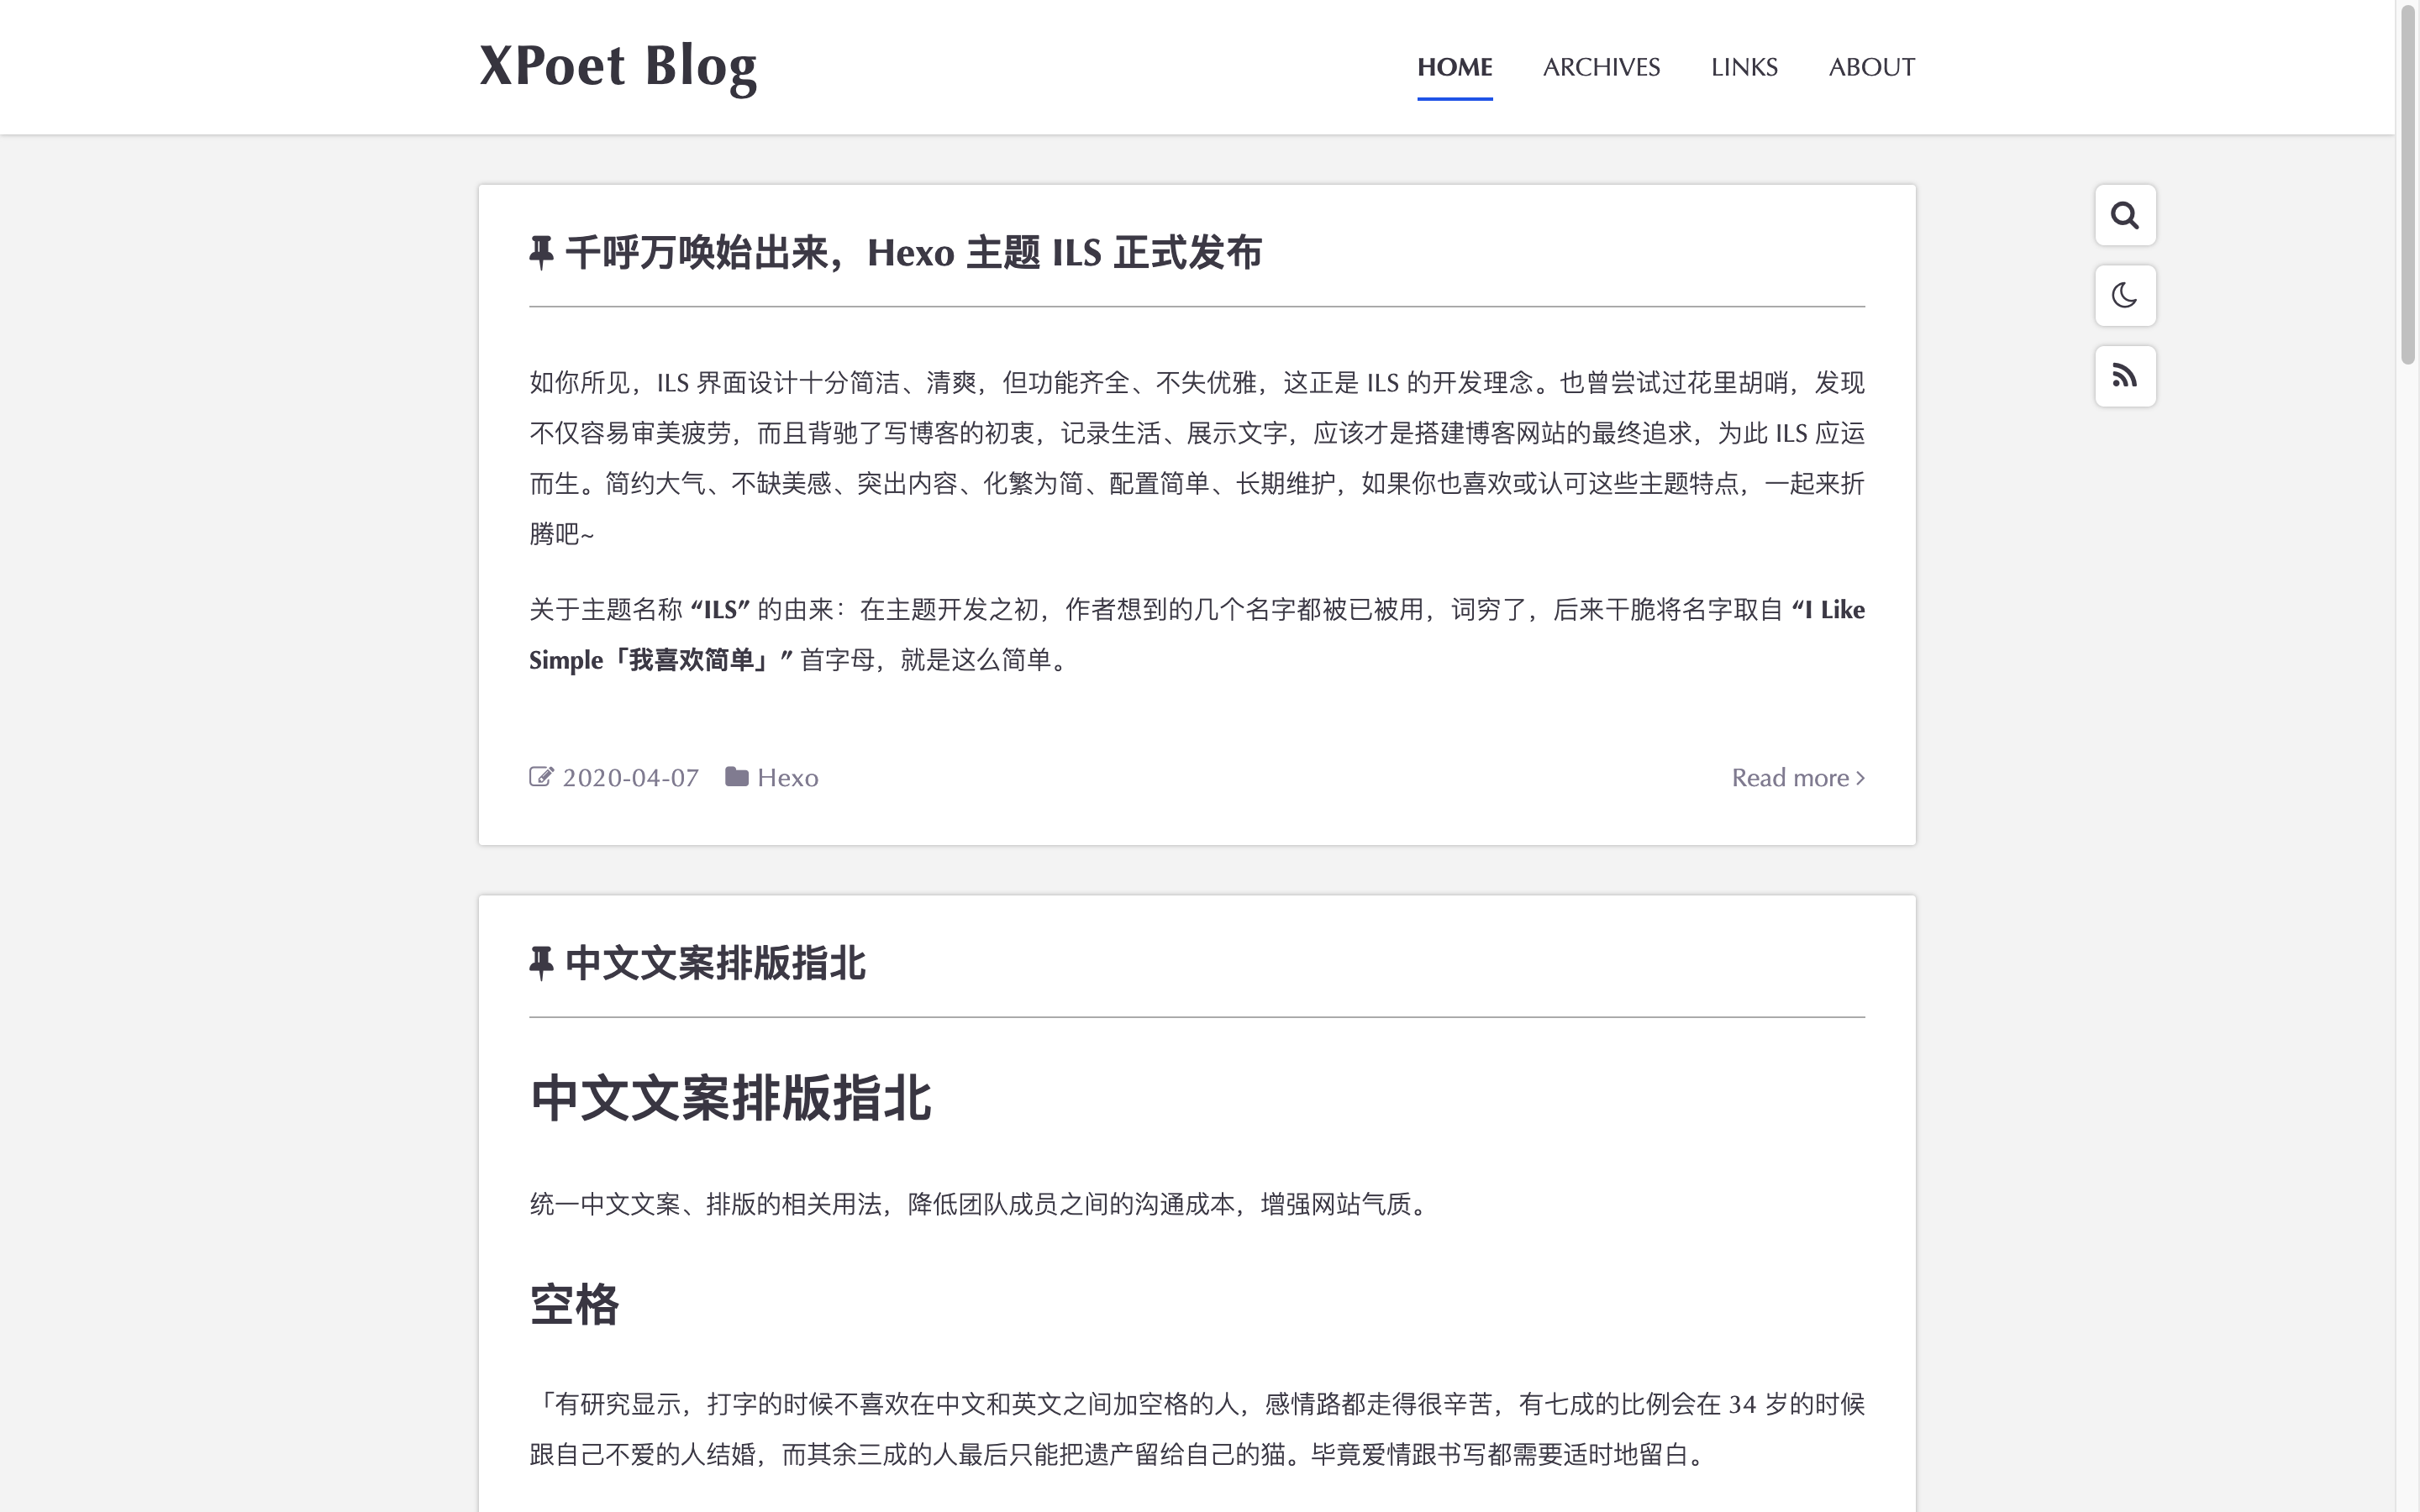 XPoet Blog
HOME ARCHIVES LINKS ABOUT
千呼万唤始出来，Hexo 主题 ILS 正式发布
如你所见，ILS 界面设计十分简洁、清爽，但功能齐全、不失优雅，这正是 ILS 的开发理念。也曾尝试过花里胡哨，发现
不仅容易审美疲劳，而且背驰了写博客的初衷，记录生活、展示文字，应该才是搭建博客网站的最终追求，为此 ILS 应运
而生。简约大气、不缺美感、突出内容、化繁为简、配置简单、长期维护，如果你也喜欢或认可这些主题特点，一起来折
腾吧~
关于主题名称 “ILS” 的由来：在主题开发之初，作者想到的几个名字都被已被用，词穷了，后来干脆将名字取自 “I Like
Simple「我喜欢简单」” 首字母，就是这么简单。
2020-04-07 Hexo Read more
中文文案排版指北
中文文案排版指北
统一中文文案、排版的相关用法，降低团队成员之间的沟通成本，增强网站气质。
空格
「有研究显示，打字的时候不喜欢在中文和英文之间加空格的人，感情路都走得很辛苦，有七成的比例会在 34 岁的时候
跟自己不爱的人结婚，而其余三成的人最后只能把遗产留给自己的猫。毕竟爱情跟书写都需要适时地留白。